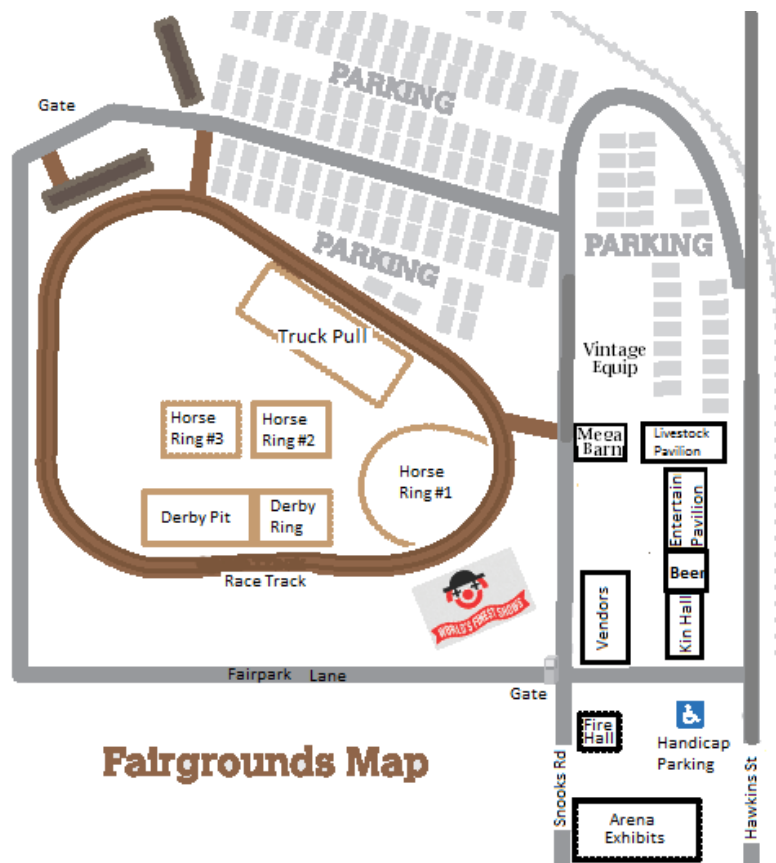 PARKING
Gate
PARKING
PARKING
Truck Pull
Vintage
Equip
Horse
Ring #3
Horse
Ring #2
Mega
Barn
Livestock
Pavilion
Horse
Ring #1
Entertain
Pavilion
Derby Pit
Derby
Ring
Race Track
Beer
Vendors
Kin Hall
WORLD'S FINEST SHOWS
Fairpark Lane
Gate
Fire
Hall
Handicap
Parking
Fairgrounds Map
Snooks Rd
Hawkins St
Arena
Exhibits